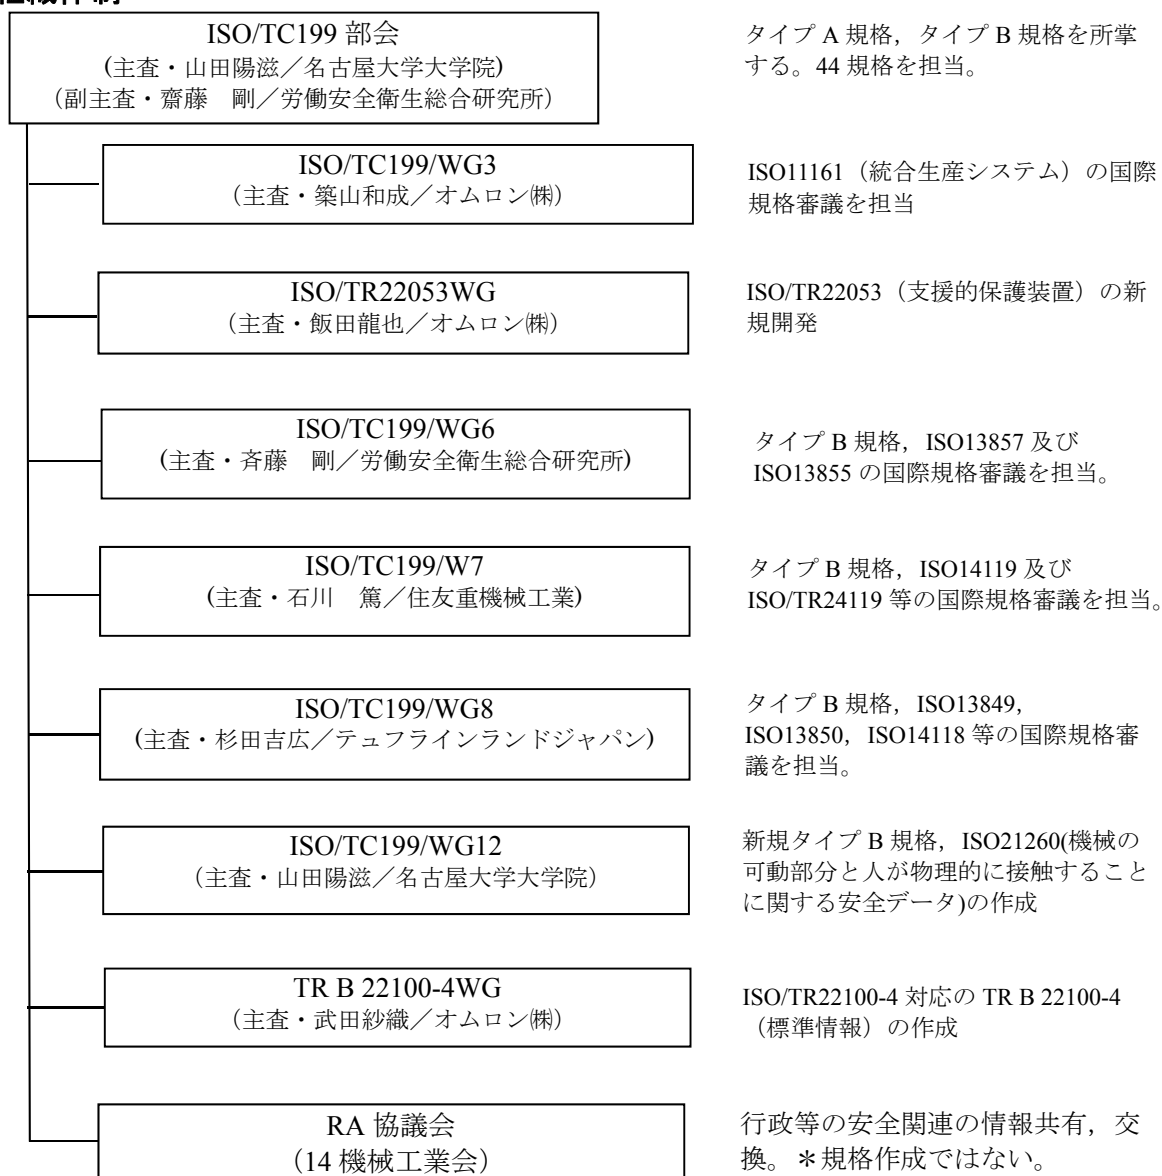 ISO/TC199 部会
(主査・山田陽滋／名古屋大学大学院)
(副主査・齋藤　剛／労働安全衛生総合研究所）
タイプ A 規格，タイプ B 規格を所掌
する。44 規格を担当。
ISO/TC199/WG3
（主査・築山和成／オムロン㈱）
ISO11161（統合生産システム）の国際
規格審議を担当
ISO/TR22053WG
（主査・飯田龍也／オムロン㈱）
ISO/TR22053（支援的保護装置）の新
規開発
ISO/TC199/WG6
(主査・斉藤　剛／労働安全衛生総合研究所)
タイプ B 規格，ISO13857 及び
ISO13855 の国際規格審議を担当。
ISO/TC199/W7
(主査・石川　篤／住友重機械工業)
タイプ B 規格，ISO14119 及び
ISO/TR24119 等の国際規格審議を担当。
ISO/TC199/WG8
(主査・杉田吉広／テュフラインランドジャパン)
タイプ B 規格，ISO13849，
ISO13850，ISO14118 等の国際規格審
議を担当。
ISO/TC199/WG12
（主査・山田陽滋／名古屋大学大学院）
新規タイプ B 規格，ISO21260(機械の
可動部分と人が物理的に接触すること
に関する安全データ)の作成
TR B 22100-4WG
（主査・武田紗織／オムロン㈱）
ISO/TR22100-4 対応の TR B 22100-4
（標準情報）の作成
RA 協議会
（14 機械工業会）
行政等の安全関連の情報共有，交
換。＊規格作成ではない。